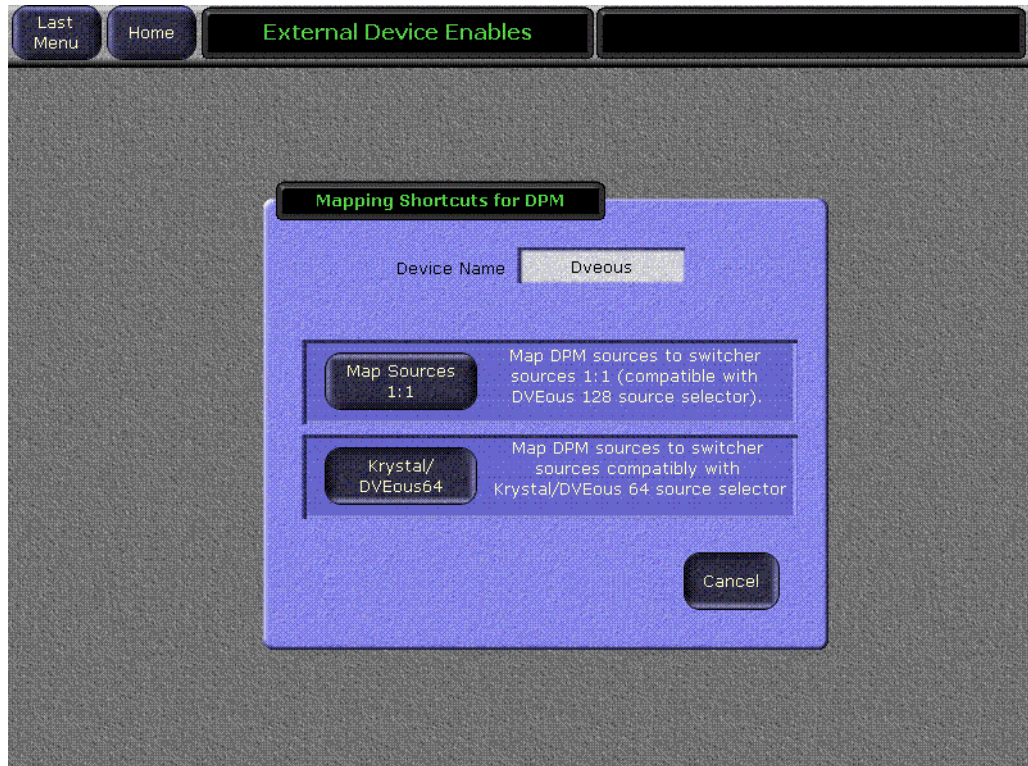 Last
Menu
Home
External Device Enables
Mapping Shortcuts for DPM
Device Name
Dveous
Map Sources
1:1
Map DPM sources to switcher
sources 1:1 (compatible with
DVEous 128 source selector).
Krystal/
DVEous64
Map DPM sources to switcher
sources compatibly with
Krystal/DVEous 64 source selector
Cancel